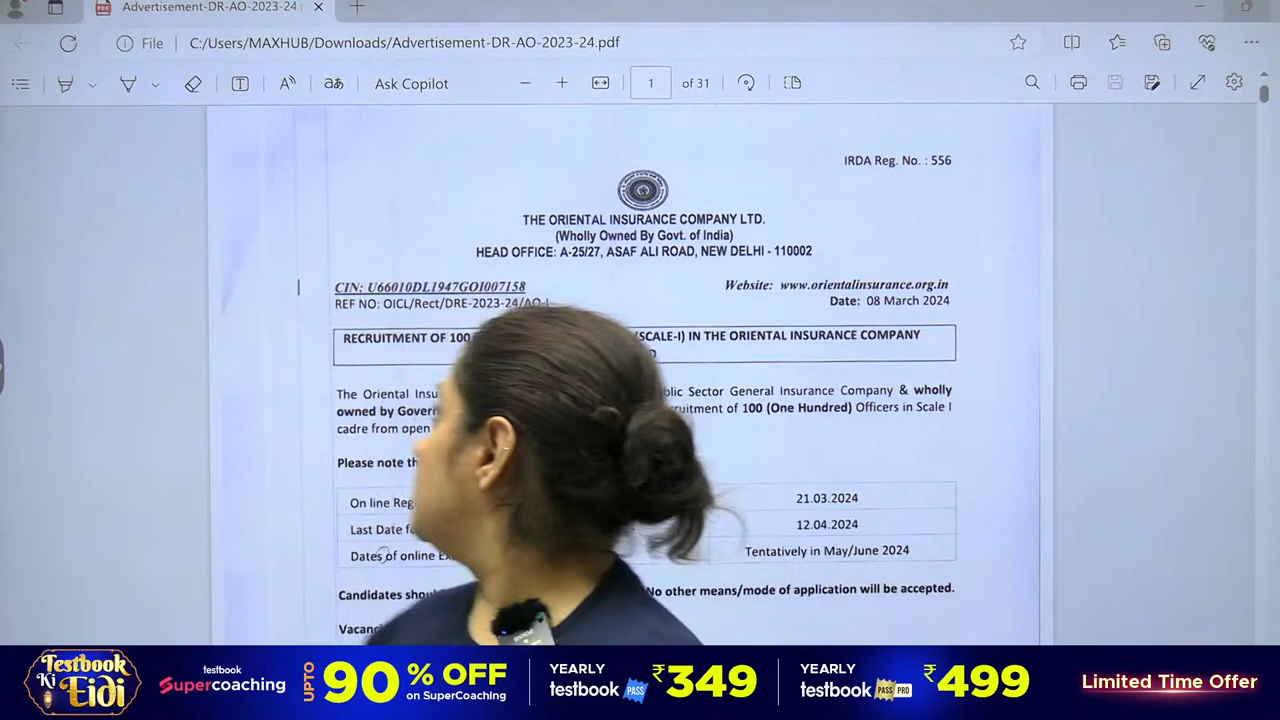 Advertisement-DR-AO-2023-24
File C:/Users/MAXHUB/Downloads/Advertisement-DR-AO-2023-24.pdf
Ask Copilot 1 of 31
IRDA Reg. No. : 556
THE ORIENTAL INSURANCE COMPANY LTD.
(Wholly Owned By Govt. of India)
HEAD OFFICE: A-25/27, ASAF ALI ROAD, NEW DELHI - 110002
CIN: U66010DL1947GOI007158 Website: www.orientalinsurance.org.in
REF NO: OICL/Rect/DRE-2023-24/AO-I Date: 08 March 2024
RECRUITMENT OF 100 (SCALE-I) IN THE ORIENTAL INSURANCE COMPANY
The Oriental Sector General Insurance Company & wholly
owned by of 100 (One Hundred) Officers in Scale I
cadre from open
Please note
On line 21.03.2024
Last Date 12.04.2024
Dates of online Tentatively in May/June 2024
Candidates No other means/mode of application will be accepted.
Testbook Ki Eidi
testbook Supercoaching
UPTO 90% OFF on SuperCoaching
YEARLY testbook PASS ₹349
YEARLY testbook PASS PRO ₹499
Limited Time Offer